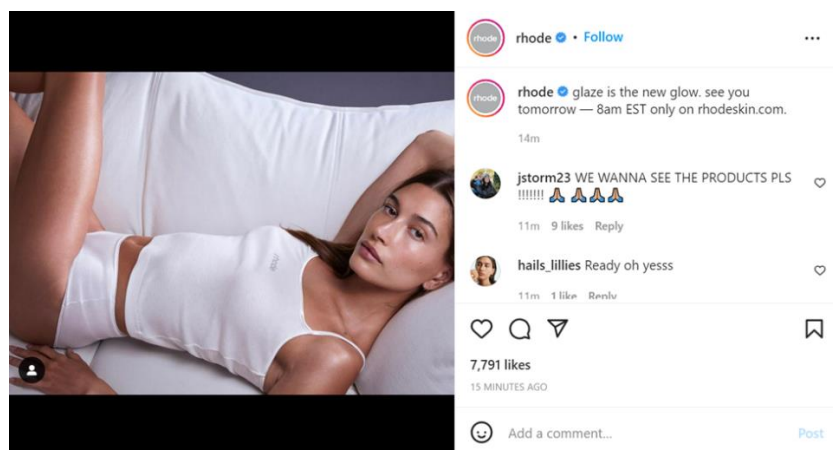 rhode
rhode • Follow
rhode
rhode glaze is the new glow. see you
tomorrow — 8am EST only on rhodeskin.com.
14m
jstorm23 WE WANNA SEE THE PRODUCTS PLS
!!!!!!! 🙏🏽 🙏🏽 🙏🏽 🙏🏽
11m 9 likes Reply
hails_lillies Ready oh yesss
11m 1 like Reply
7,791 likes
15 MINUTES AGO
Add a comment...
Post
rhode